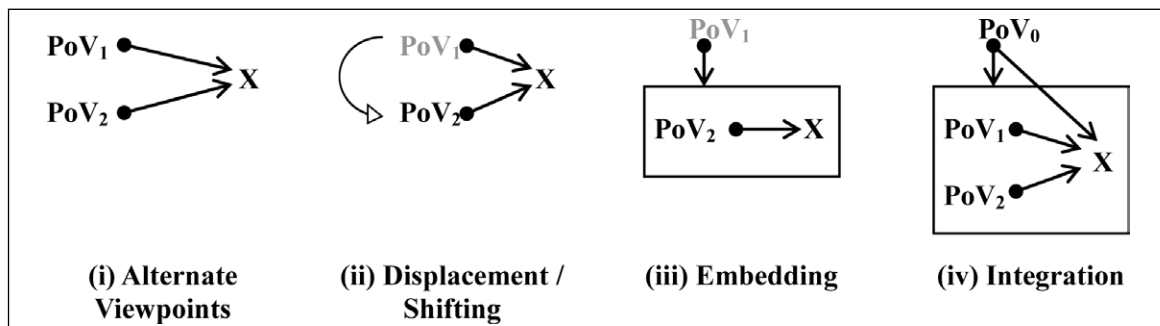 PoV₁
PoV₂
X
(i) Alternate
Viewpoints
PoV₁
PoV₂
X
(ii) Displacement /
Shifting
PoV₁
PoV₂
X
(iii) Embedding
PoV₀
PoV₁
PoV₂
X
(iv) Integration